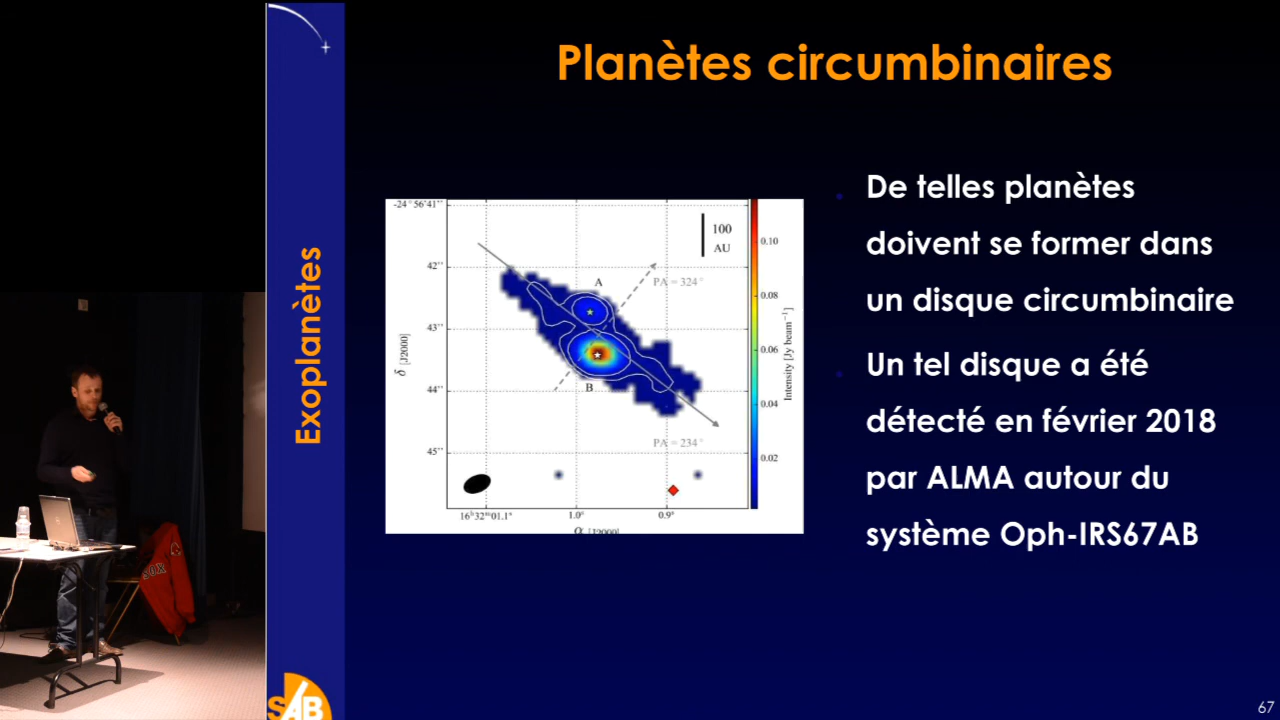 Planètes circumbinaires
Exoplanètes
De telles planètes
doivent se former dans
un disque circumbinaire
Un tel disque a été
détecté en février 2018
par ALMA autour du
système Oph-IRS67AB
-24°56'41''
42''
43''
44''
45''
δ [J2000]
16ʰ32ᵐ01.1ˢ
1.0ˢ
0.9ˢ
α [J2000]
100
AU
A
B
PA = 324°
PA = 234°
0.10
0.08
0.06
0.04
0.02
Intensity [Jy beam⁻¹]
SOX
SAB
67